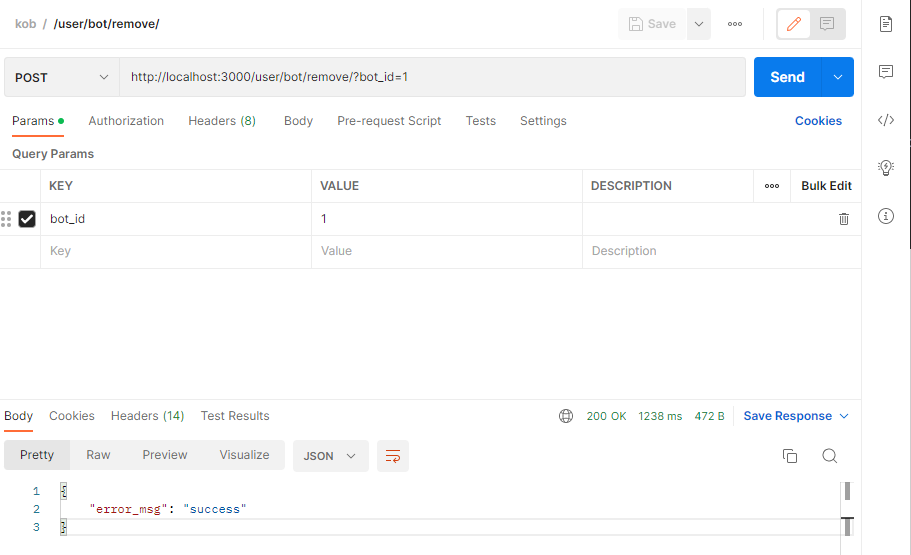 kob / /user/bot/remove/
Save
POST http://localhost:3000/user/bot/remove/?bot_id=1 Send
Params Authorization Headers (8) Body Pre-request Script Tests Settings Cookies
Query Params
KEY VALUE DESCRIPTION Bulk Edit
bot_id 1
Key Value Description
Body Cookies Headers (14) Test Results 200 OK 1238 ms 472 B Save Response
Pretty Raw Preview Visualize JSON
1 {
2 "error_msg": "success"
3 }